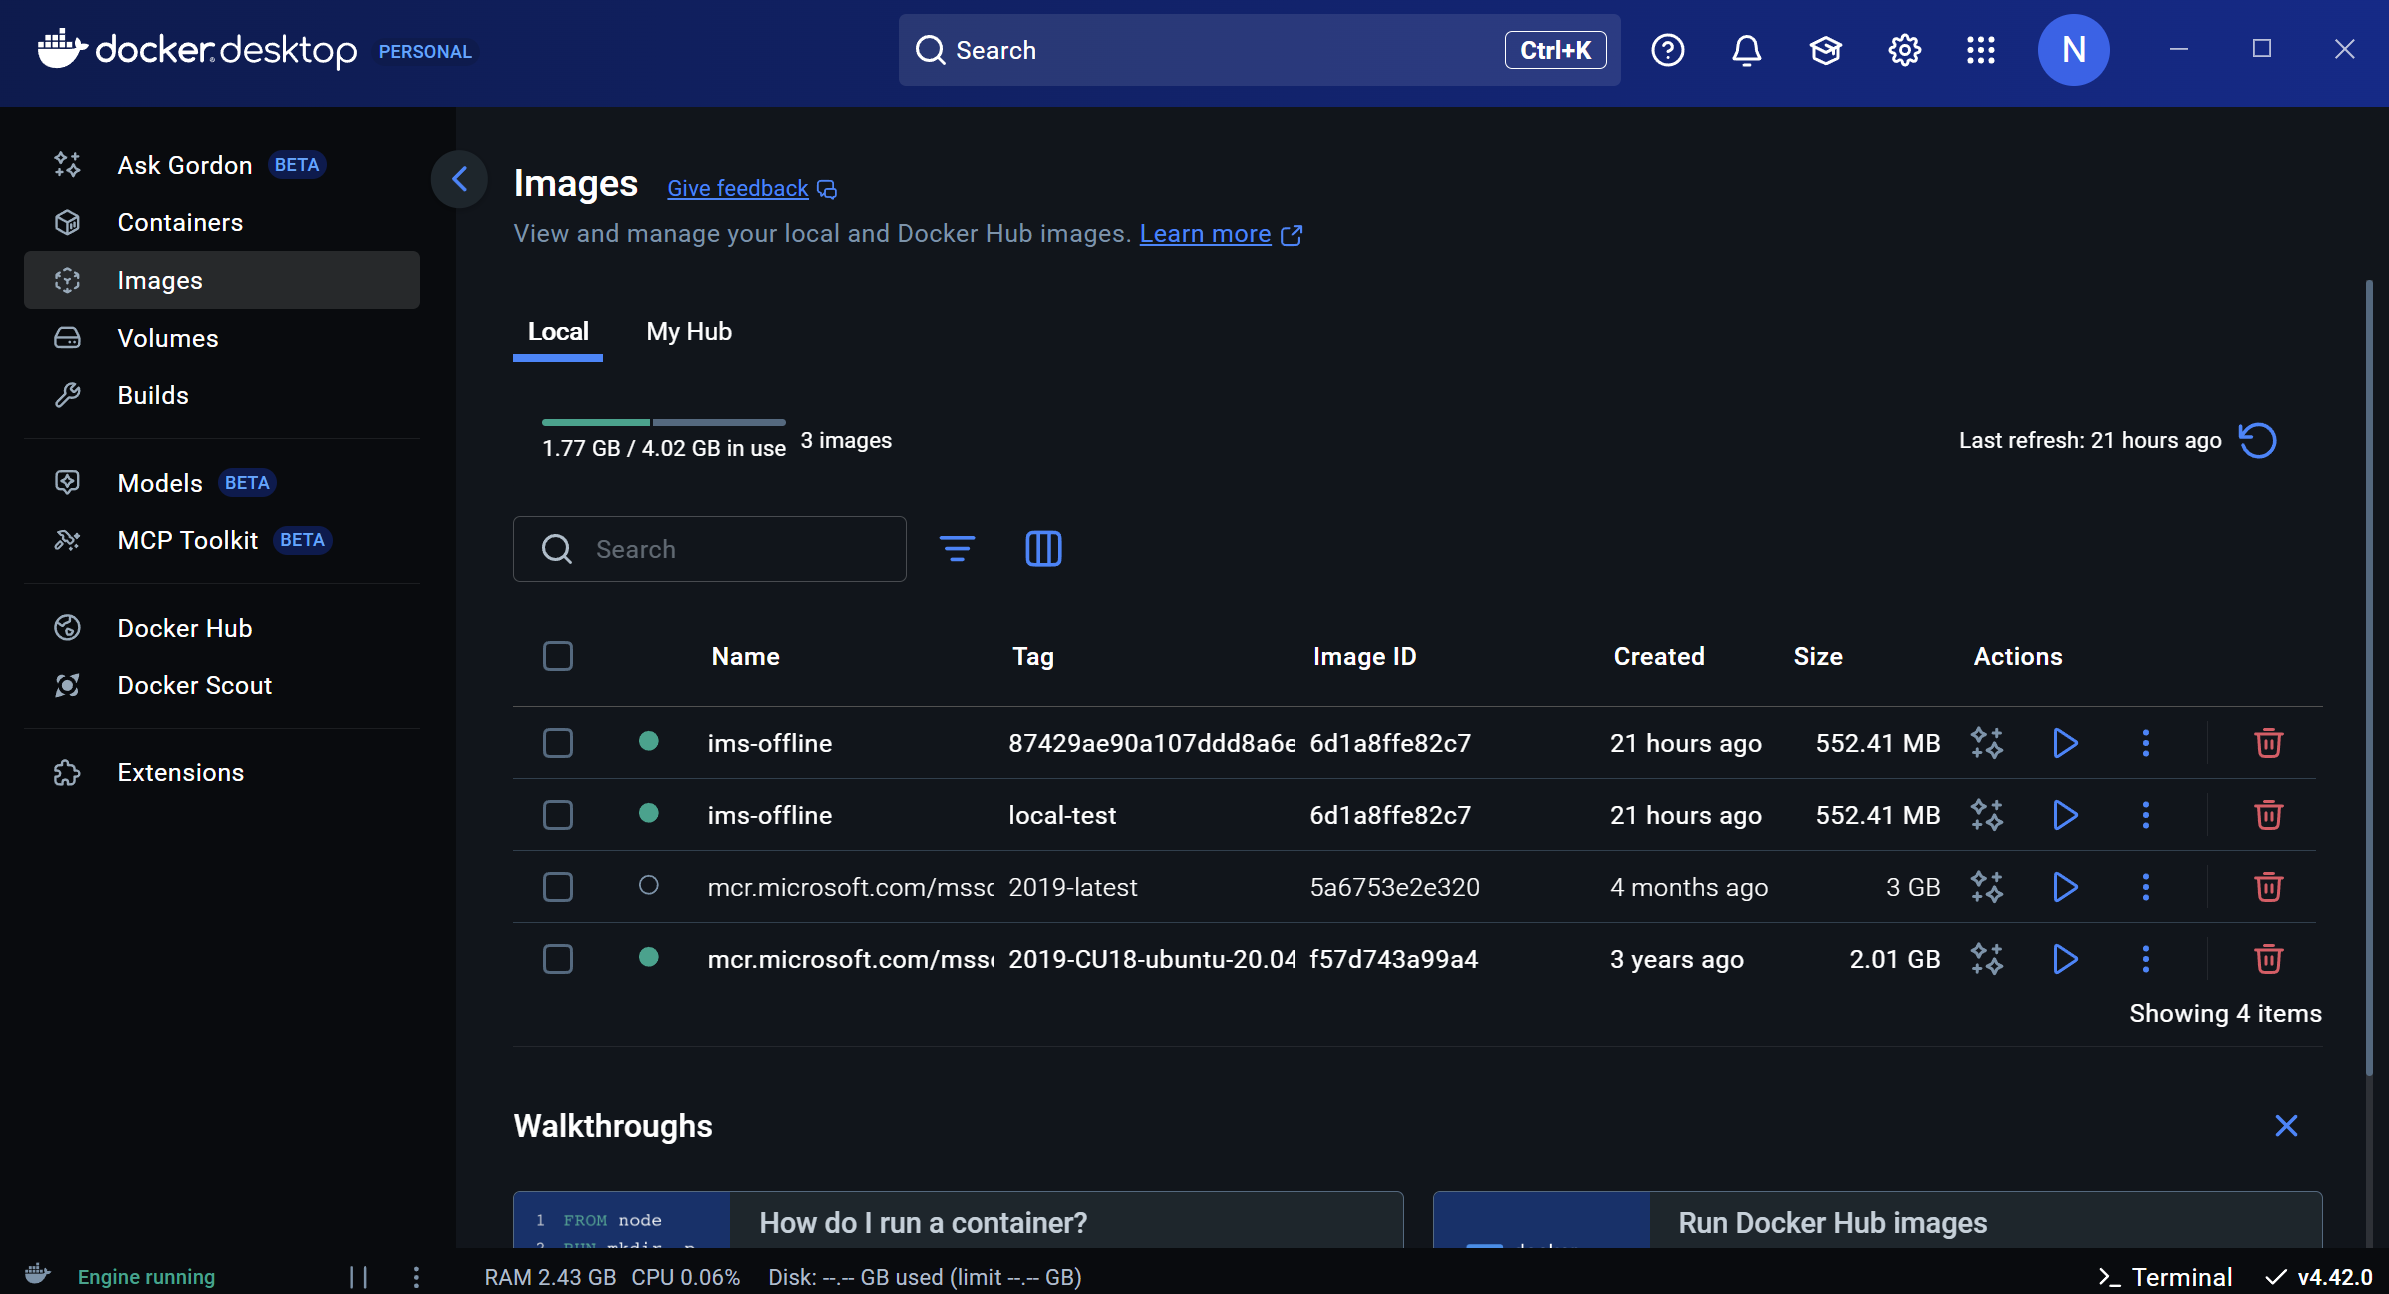 docker desktop PERSONAL
Search Ctrl+K
N
Ask Gordon BETA
Containers
Images
Volumes
Builds
Models BETA
MCP Toolkit BETA
Docker Hub
Docker Scout
Extensions
Images Give feedback
View and manage your local and Docker Hub images. Learn more
Local My Hub
1.77 GB / 4.02 GB in use 3 images
Last refresh: 21 hours ago
Search
Name Tag Image ID Created Size Actions
ims-offline 87429ae90a107ddd8a6e 6d1a8ffe82c7 21 hours ago 552.41 MB
ims-offline local-test 6d1a8ffe82c7 21 hours ago 552.41 MB
mcr.microsoft.com/mssq 2019-latest 5a6753e2e320 4 months ago 3 GB
mcr.microsoft.com/mssq 2019-CU18-ubuntu-20.04 f57d743a99a4 3 years ago 2.01 GB
Showing 4 items
Walkthroughs
1 FROM node
2 RUN mkdir -p
How do I run a container?
docker
Run Docker Hub images
Engine running
RAM 2.43 GB CPU 0.06% Disk: --.-- GB used (limit --.-- GB)
Terminal v4.42.0